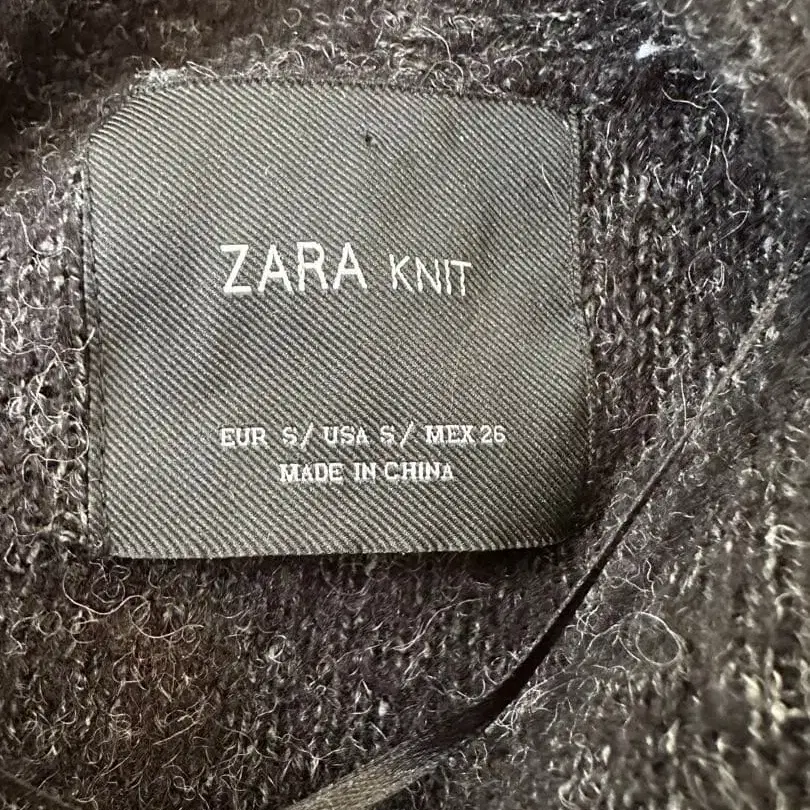 ZARA KNIT
EUR S/ USA S/ MEX 26
MADE IN CHINA